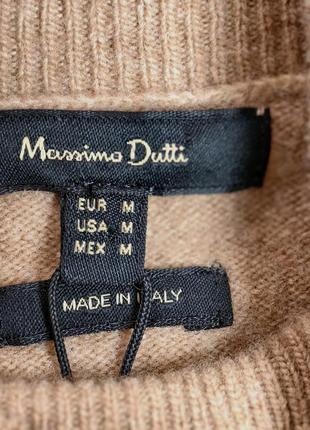 Massimo Dutti
EUR M
USA M
MEX M
MADE IN ITALY